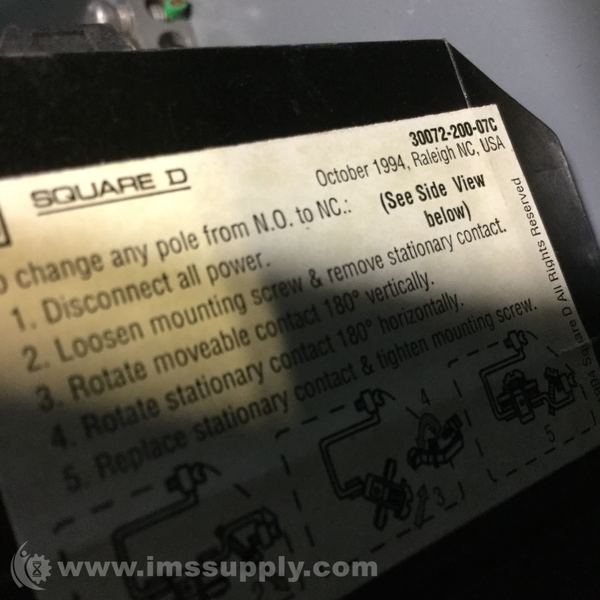 SQUARE D
30072-200-07C
October 1994, Raleigh NC, USA
o change any pole from N.O. to NC.: (See Side View
below)
1. Disconnect all power.
2. Loosen mounting screw & remove stationary contact.
3. Rotate moveable contact 180° vertically.
4. Rotate stationary contact 180° horizontally.
5. Replace stationary contact & tighten mounting screw.
4
3
5
1994 Square D All Rights Reserved
www.imssupply.com